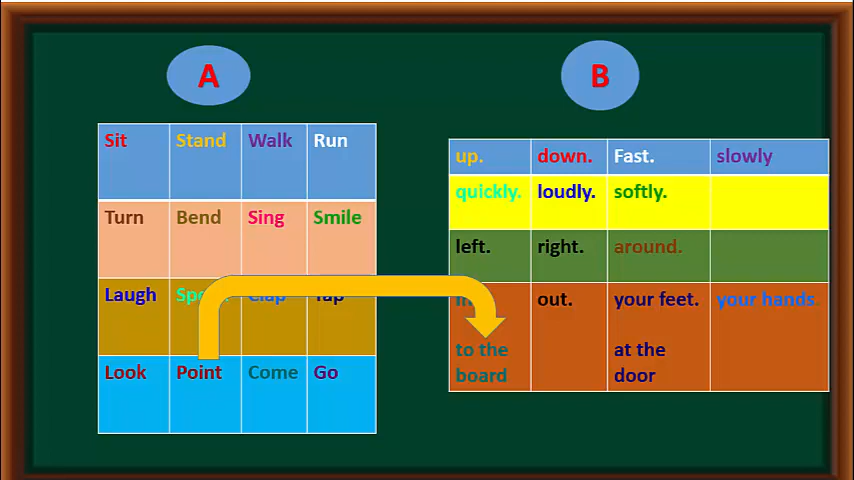 A
B
Sit Stand Walk Run
Turn Bend Sing Smile
Laugh
Look Point Come Go
up. down. Fast. slowly
quickly. loudly. softly.
left. right. around.
out. your feet. your hands.
to the at the
board door